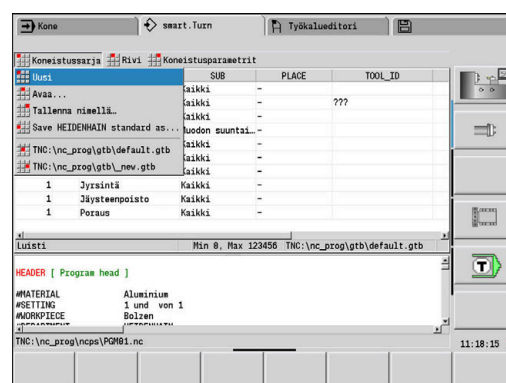 Kone smart.Turn Työkalueditori
Koneistussarja Rivi Koneistusparametrit
Uusi SUB PLACE TOOL_ID
Kaikki –
Avaa...
Kaikki – ???
Tallenna nimellä…
Kaikki –
Save HEIDENHAIN standard as... Muodon suuntai… –
Kaikki –
TNC:\nc_prog\gtb\default.gtb
Kaikki –
TNC:\nc_prog\gtb\_new.gtb Kaikki –
1 Jyrsintä Kaikki –
1 Jäysteenpoisto Kaikki –
1 Poraus Kaikki –
Luisti Min 0, Max 123456 TNC:\nc_prog\gtb\default.gtb
HEADER [ Program head ]
#MATERIAL Aluminium
#SETTING 1 und von 1
#WORKPIECE Bolzen
TNC:\nc_prog\ncps\PGM01.nc
T
11:18:15